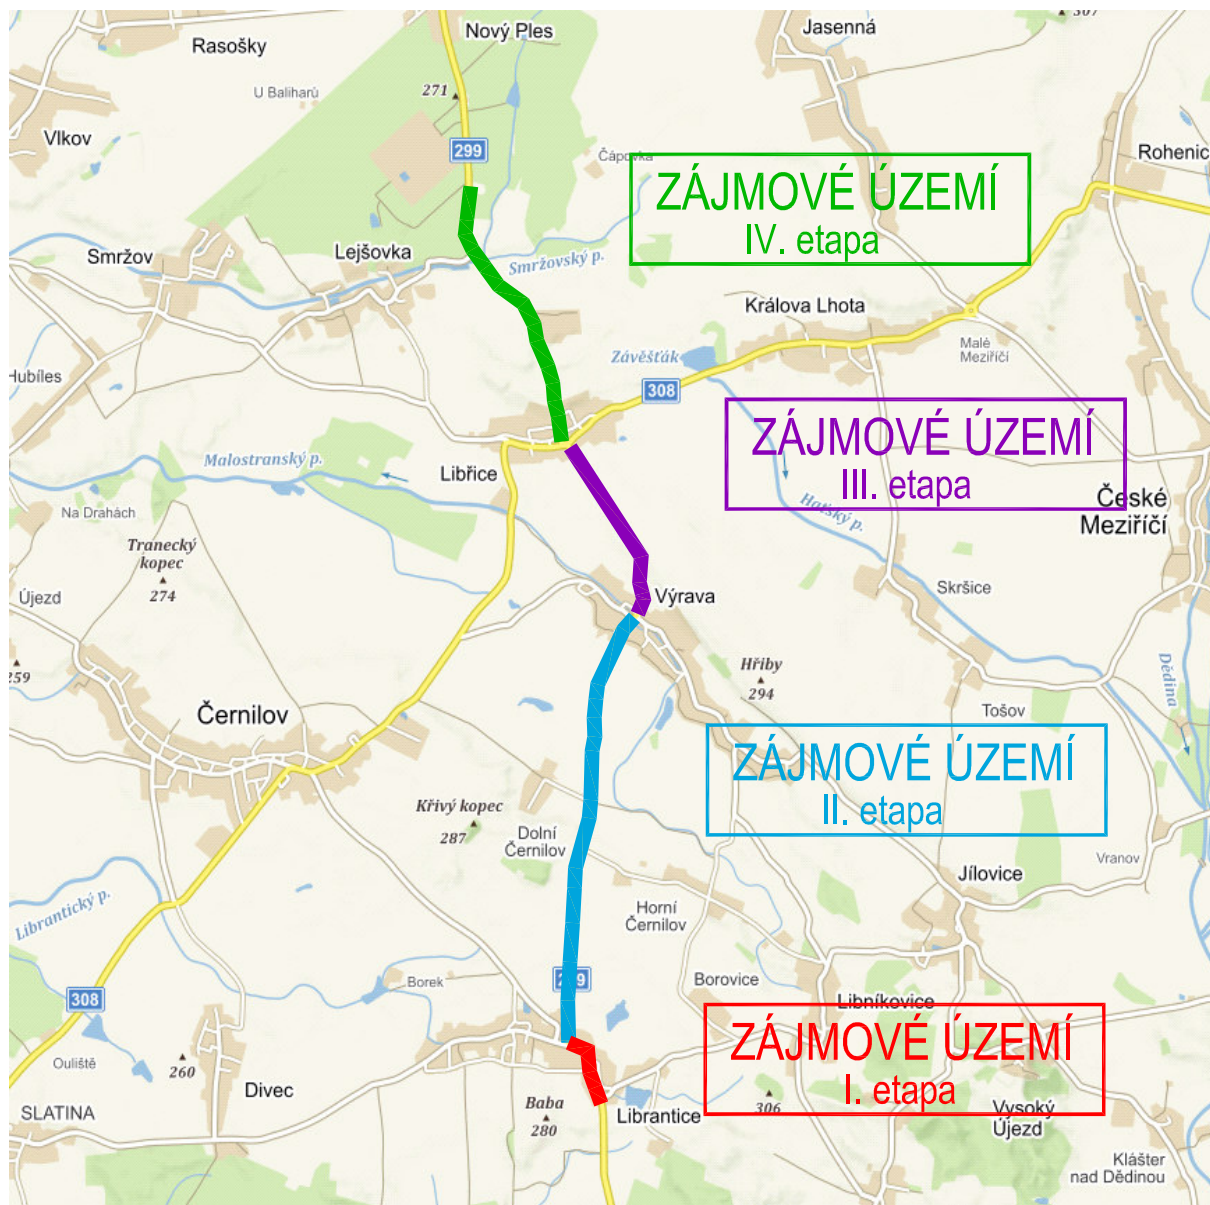 Nový Ples
Jasenná
307
Rasošky
U Baliharů
271
Vlkov
299
Čápovka
Rohenic
ZÁJMOVÉ ÚZEMÍ
IV. etapa
Smržov
Lejšovka
Smržovský p.
Králova Lhota
Malé
Meziříčí
Závěšťák
Hubíles
308
ZÁJMOVÉ ÚZEMÍ
III. etapa
Malostranský p.
Libřice
České
Meziříčí
Haťský p.
Na Drahách
Tranecký
kopec
274
Újezd
Výrava
Skršice
Hřiby
294
259
Dědina
Černilov
Tošov
ZÁJMOVÉ ÚZEMÍ
II. etapa
Křivý kopec
287
Dolní
Černilov
Vranov
Jílovice
Librantický p.
Horní
Černilov
Borek
Borovice
308
Libníkovice
ZÁJMOVÉ ÚZEMÍ
I. etapa
Ouliště
260
Divec
Baba
280
Librantice
306
SLATINA
Vysoký
Újezd
Klášter
nad Dědinou